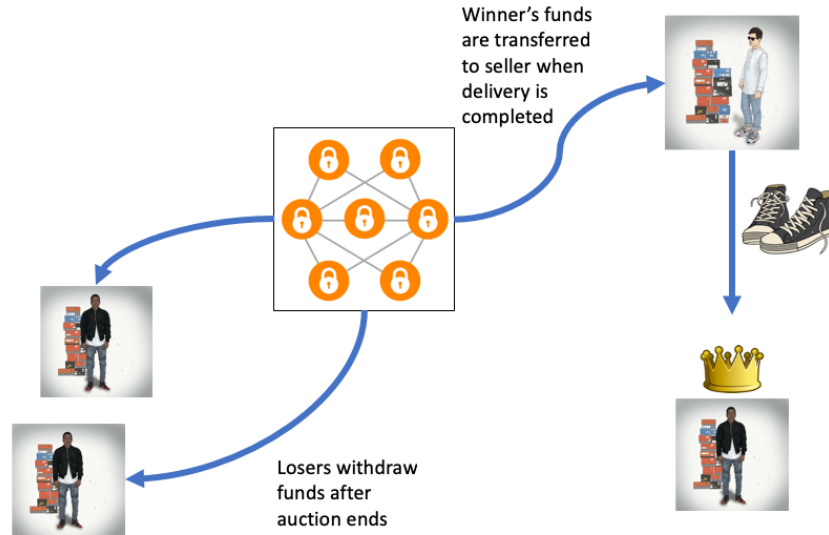 Winner’s funds
are transferred
to seller when
delivery is
completed
Losers withdraw
funds after
auction ends